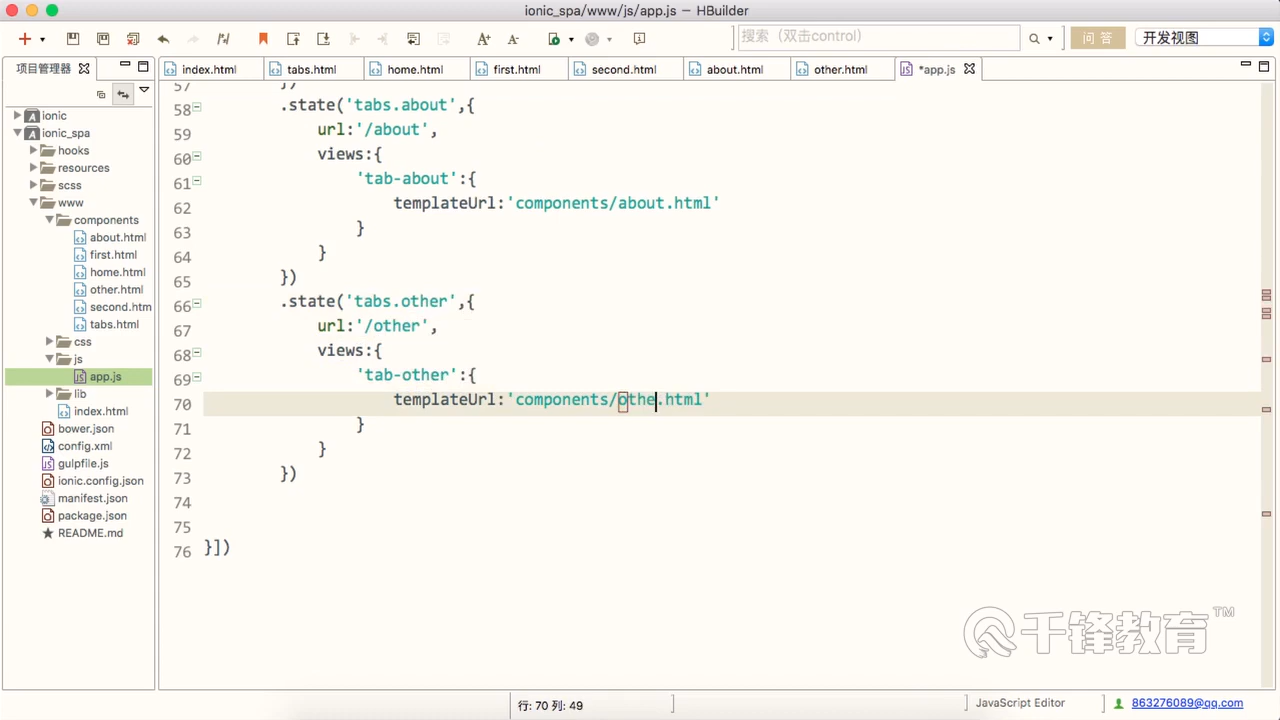 ionic_spa/www/js/app.js — HBuilder
搜索（双击control）
问 答
开发视图
项目管理器
index.html
tabs.html
home.html
first.html
second.html
about.html
other.html
*app.js
ionic
ionic_spa
hooks
resources
scss
www
components
about.html
first.html
home.html
other.html
second.htm
tabs.html
css
js
app.js
lib
index.html
bower.json
config.xml
gulpfile.js
ionic.config.json
manifest.json
package.json
README.md
57 })
58 .state('tabs.about',{
59 url:'/about',
60 views:{
61 'tab-about':{
62 templateUrl:'components/about.html'
63 }
64 }
65 })
66 .state('tabs.other',{
67 url:'/other',
68 views:{
69 'tab-other':{
70 templateUrl:'components/othe.html'
71 }
72 }
73 })
74
75
76 }])
千锋教育™
行: 70 列: 49
JavaScript Editor
863276089@qq.com